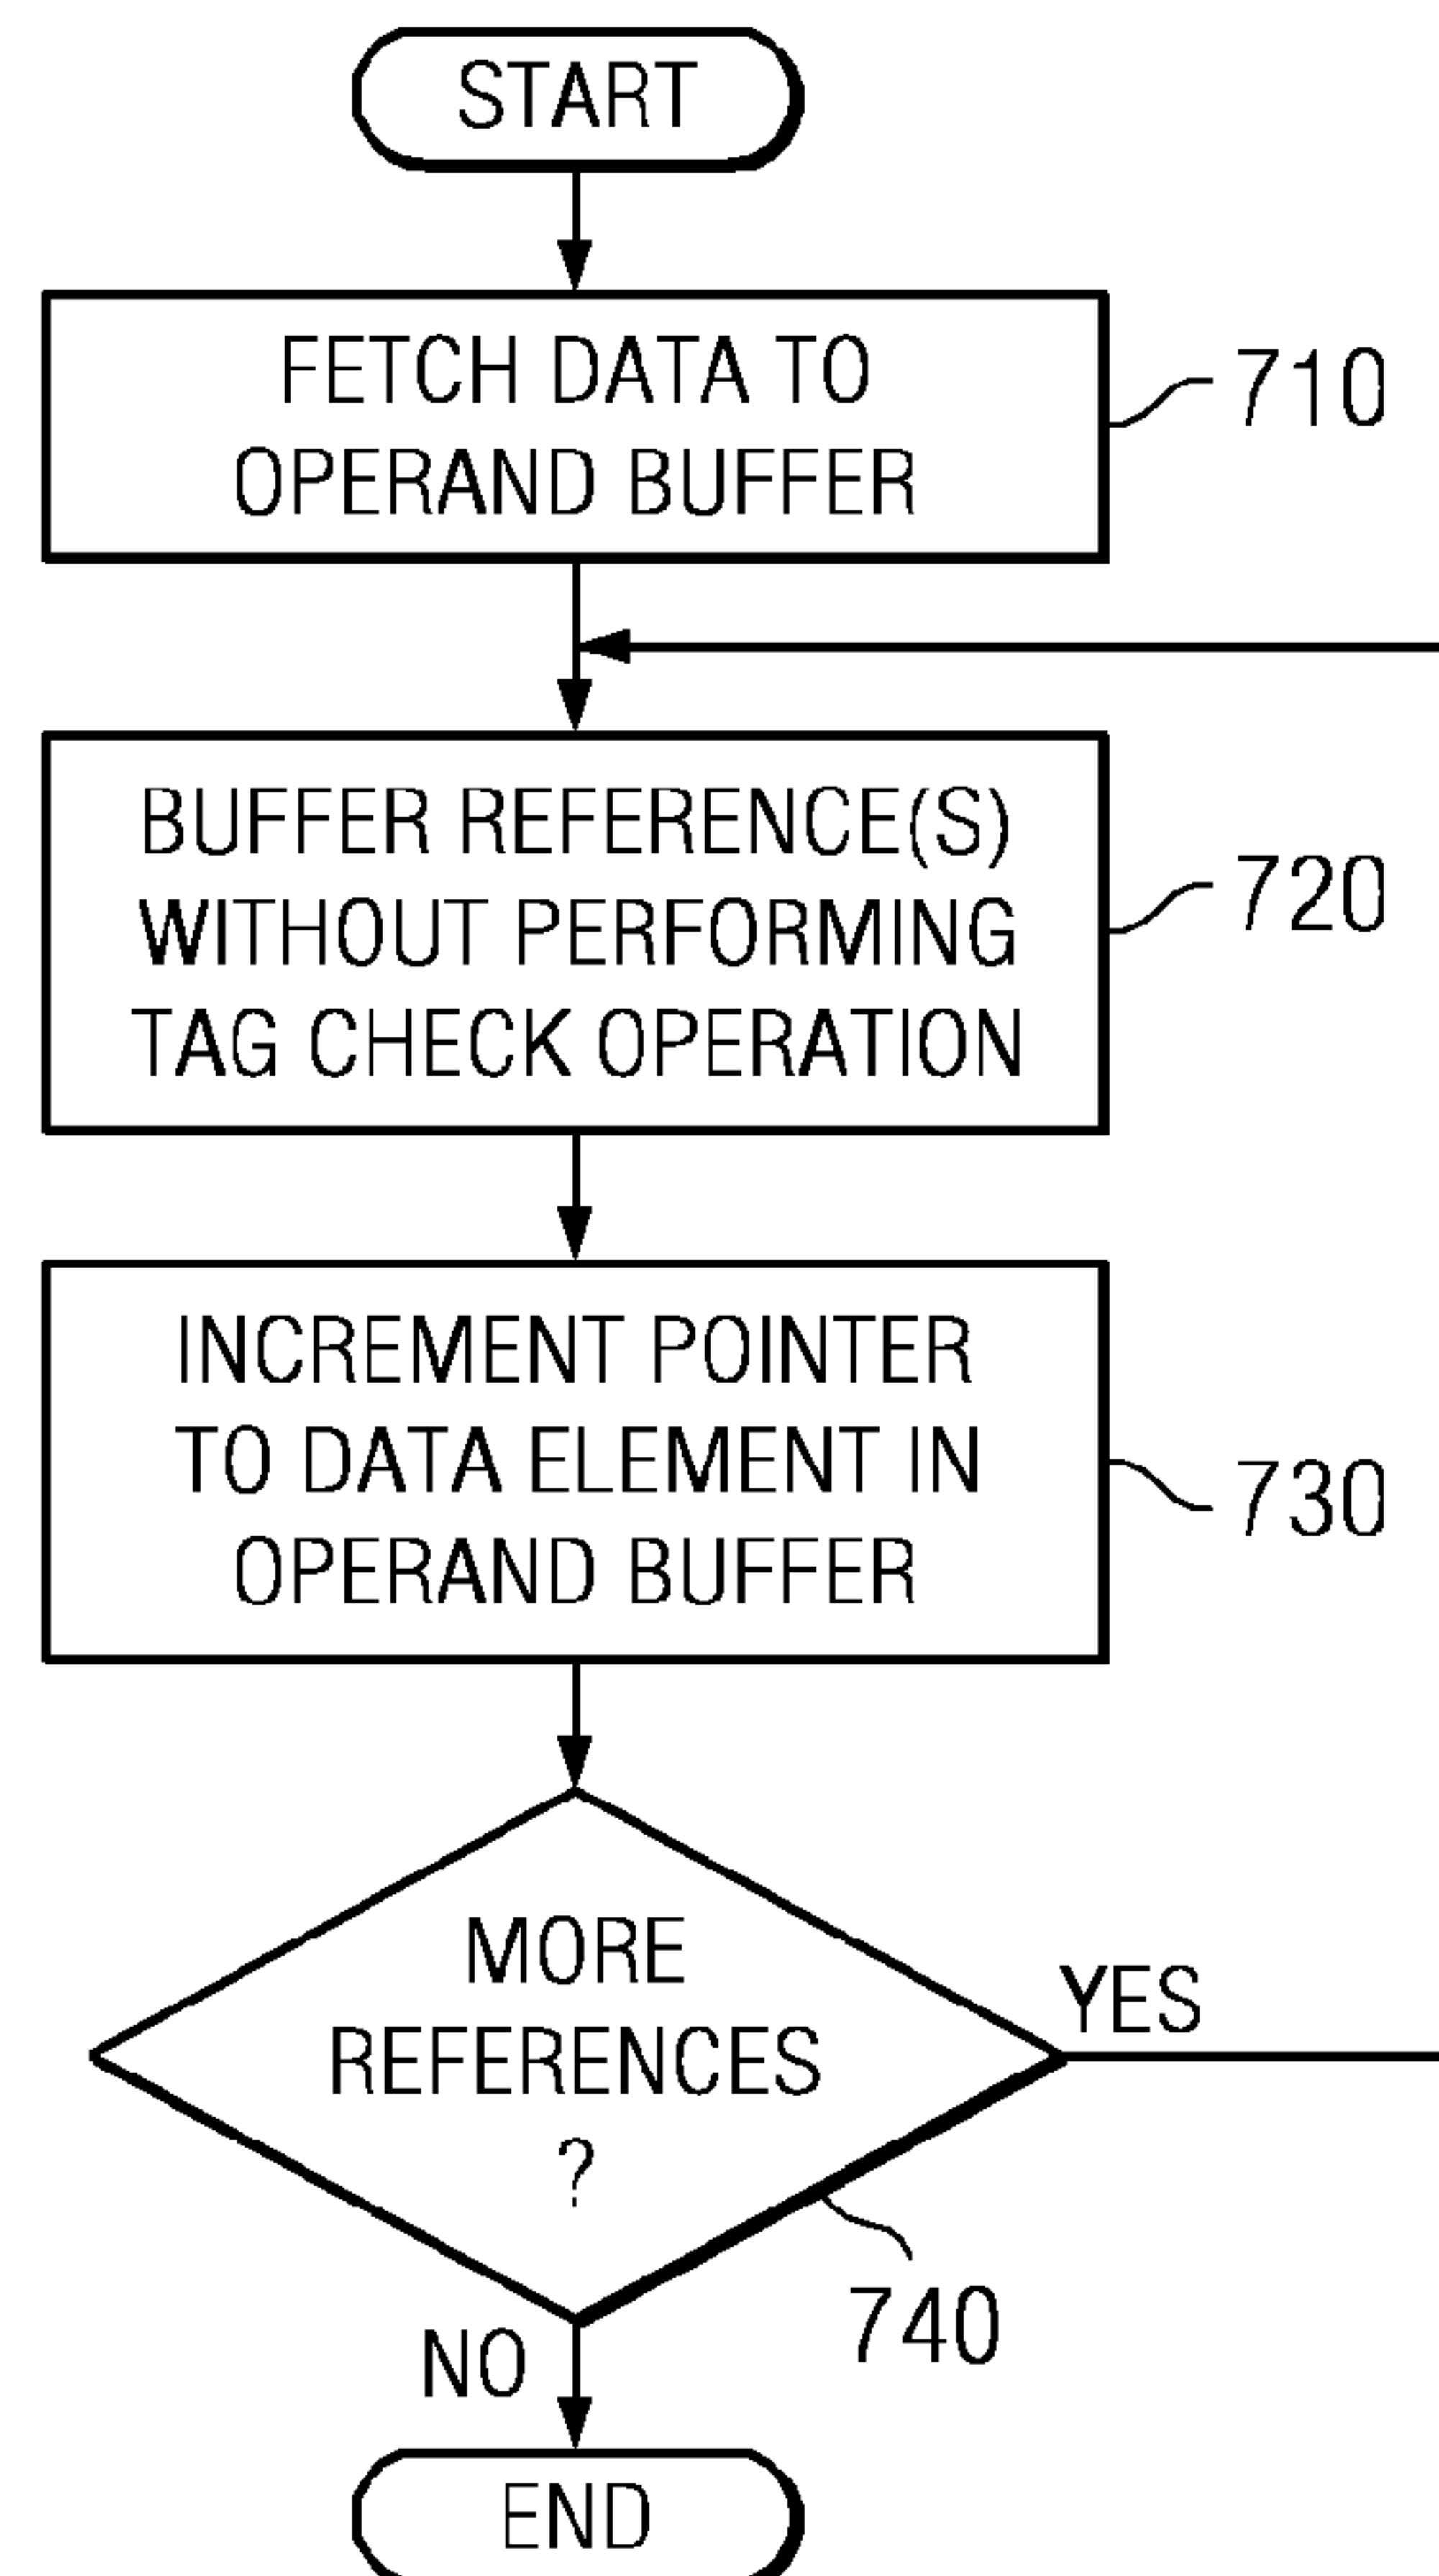 START
FETCH DATA TO
OPERAND BUFFER
710
BUFFER REFERENCE(S)
WITHOUT PERFORMING
TAG CHECK OPERATION
720
INCREMENT POINTER
TO DATA ELEMENT IN
OPERAND BUFFER
730
MORE
REFERENCES
?
YES
740
NO
END